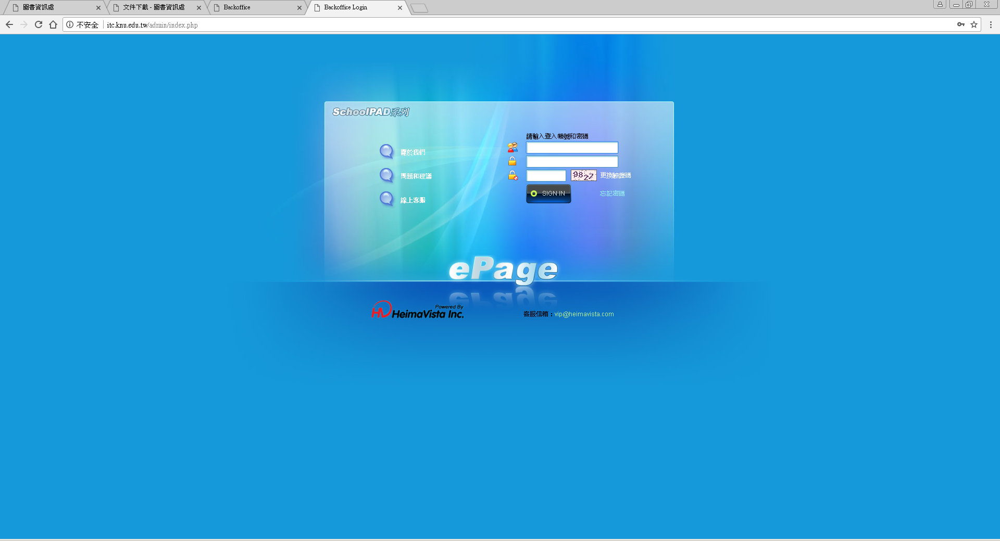 圖書資訊處
文件下載 - 圖書資訊處
Backoffice
Backoffice Login
不安全
itc.knu.edu.tw/admin/index.php
SchoolPAD系列
請輸入登入帳號和密碼
關於我們
問題和建議
9827
更換驗證碼
SIGN IN
忘記密碼
線上客服
ePage
Powered By
HeimaVista Inc.
客服信箱：vip@heimavista.com